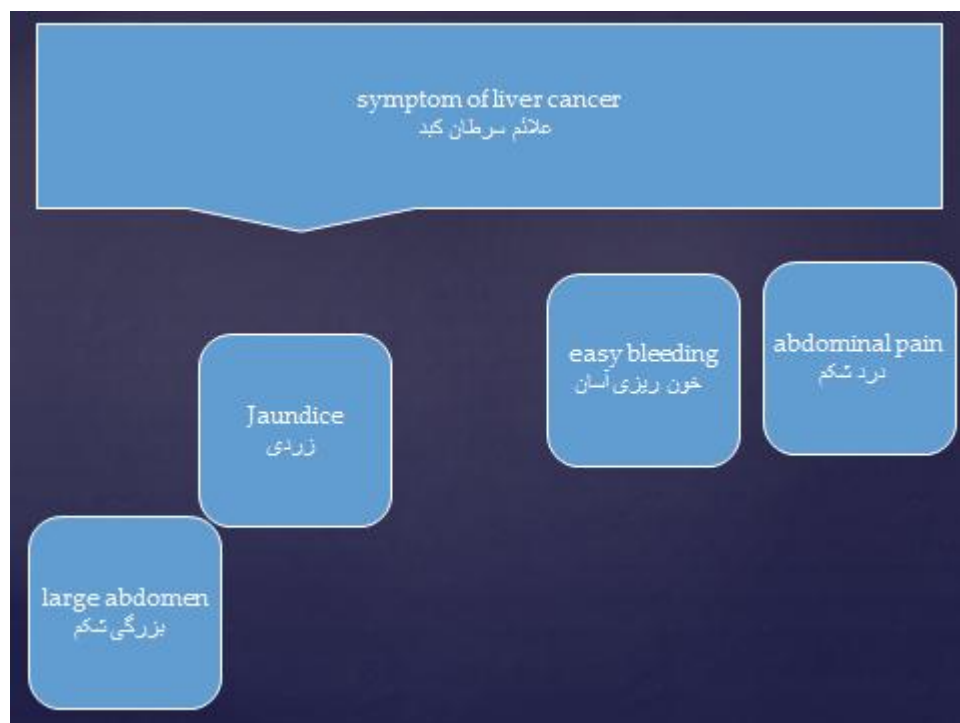 symptom of liver cancer
علائم سرطان کبد
abdominal pain
درد شکم
easy bleeding
خون ریزی آسان
Jaundice
زردی
large abdomen
بزرگی شکم